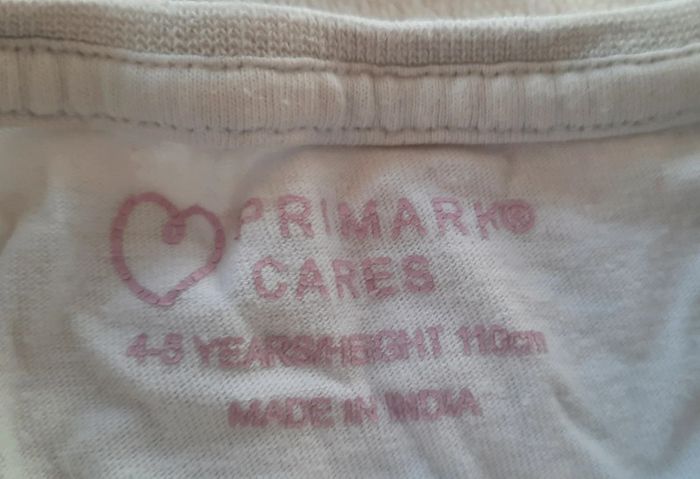 PRIMARK®
CARES
4-5 YEARS/HEIGHT 110cm
MADE IN INDIA